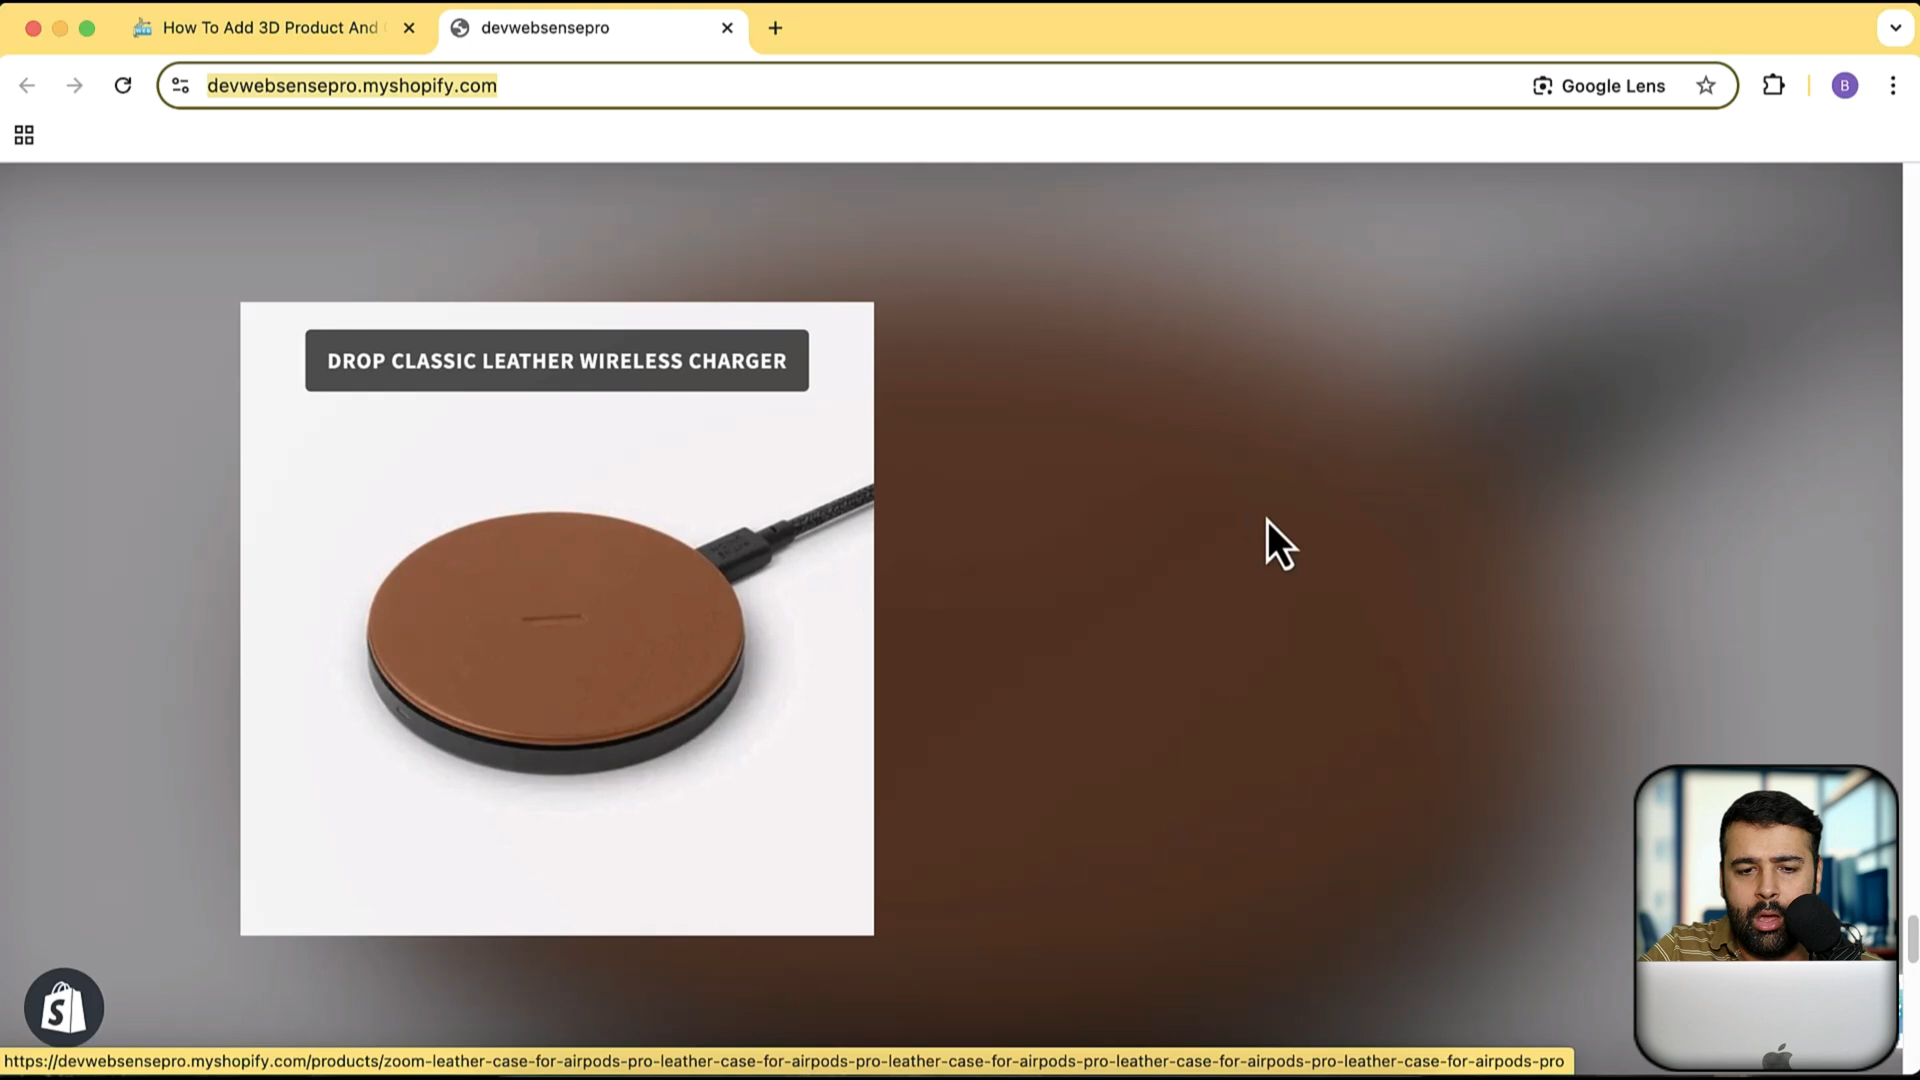 How To Add 3D Product And
devwebsensepro
devwebsensepro.myshopify.com
Google Lens
B
DROP CLASSIC LEATHER WIRELESS CHARGER
https://devwebsensepro.myshopify.com/products/zoom-leather-case-for-airpods-pro-leather-case-for-airpods-pro-leather-case-for-airpods-pro-leather-case-for-airpods-pro-leather-case-for-airpods-pro